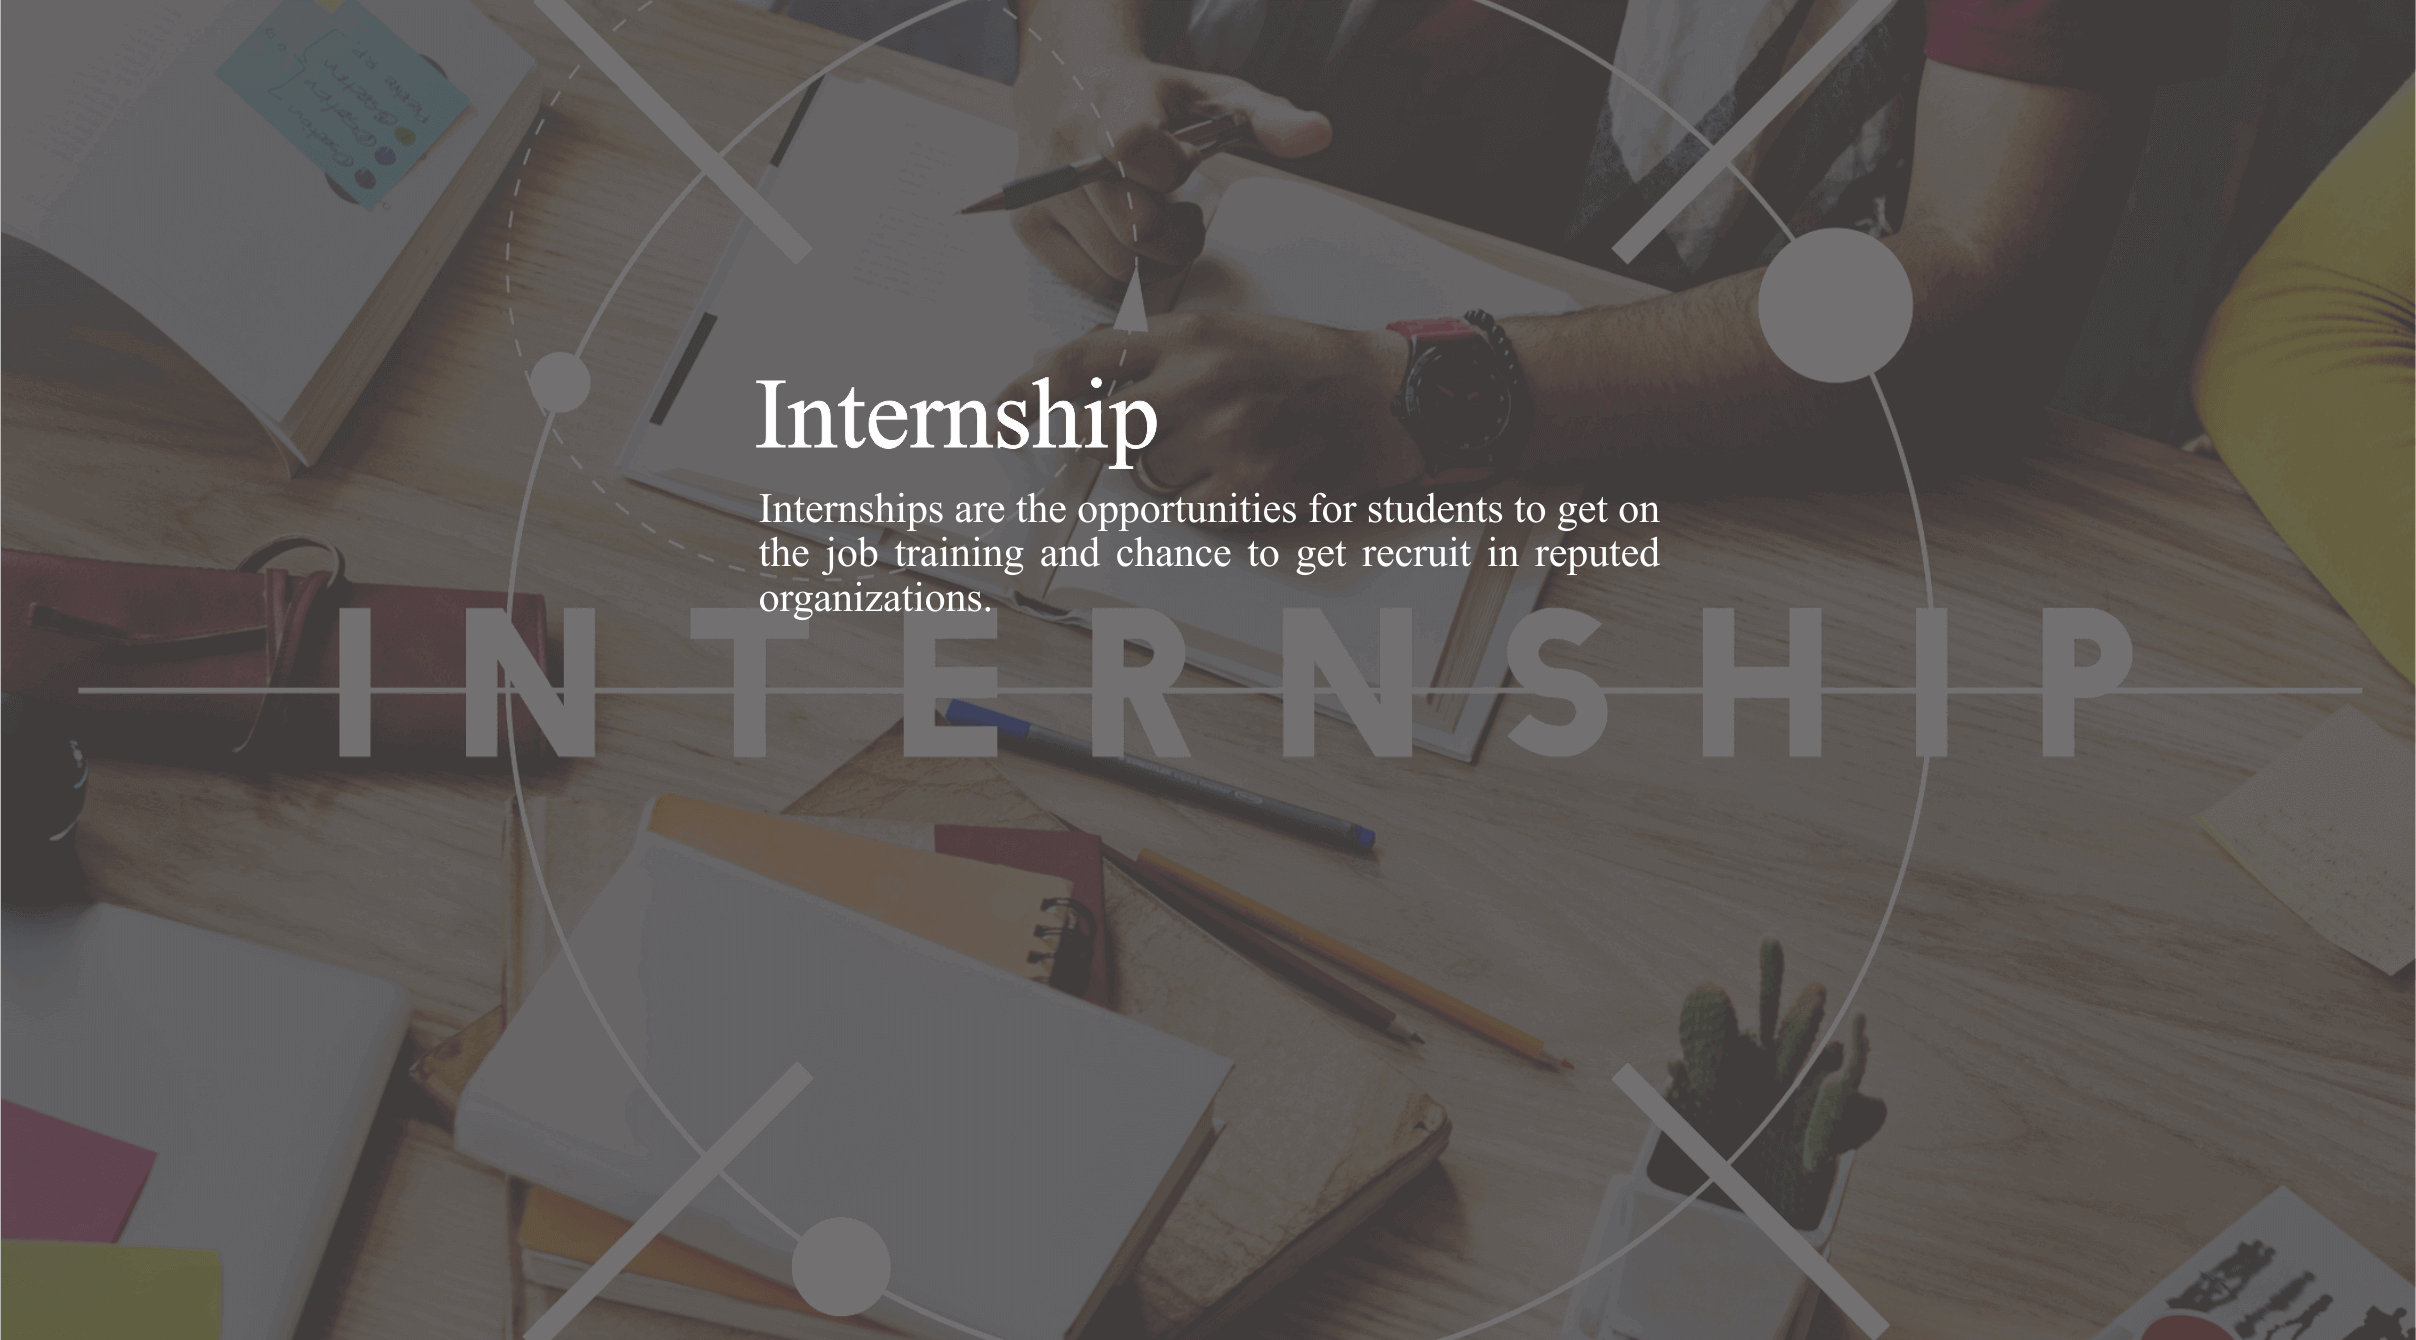 Internship
Internships are the opportunities for students to get on
the job training and chance to get recruit in reputed
organizations.
INTERNSHIP